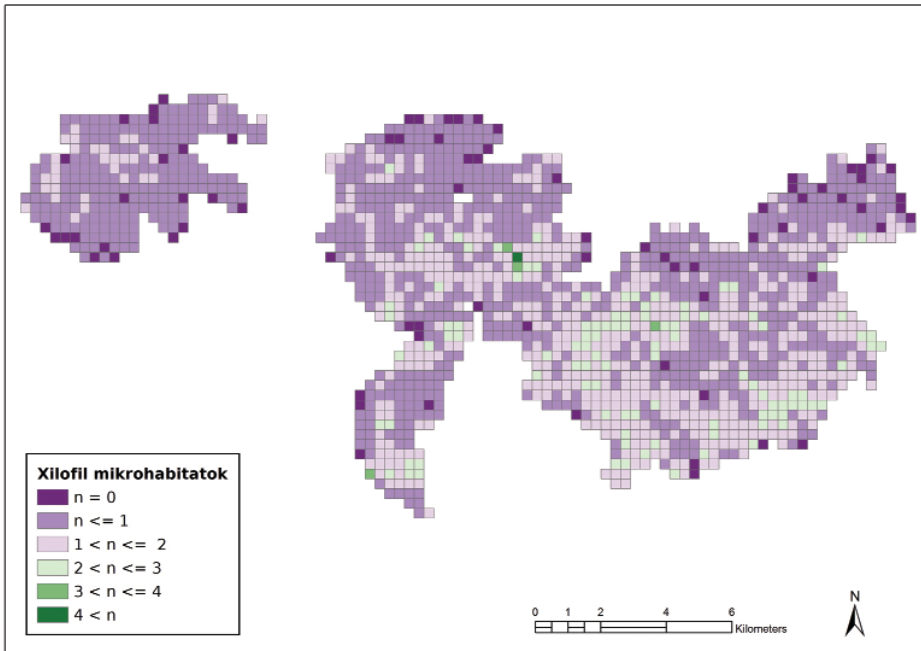 Xilofil mikrohabitatok
n = 0
n <= 1
1 < n <= 2
2 < n <= 3
3 < n <= 4
4 < n
0 1 2 4 6
Kilometers
N